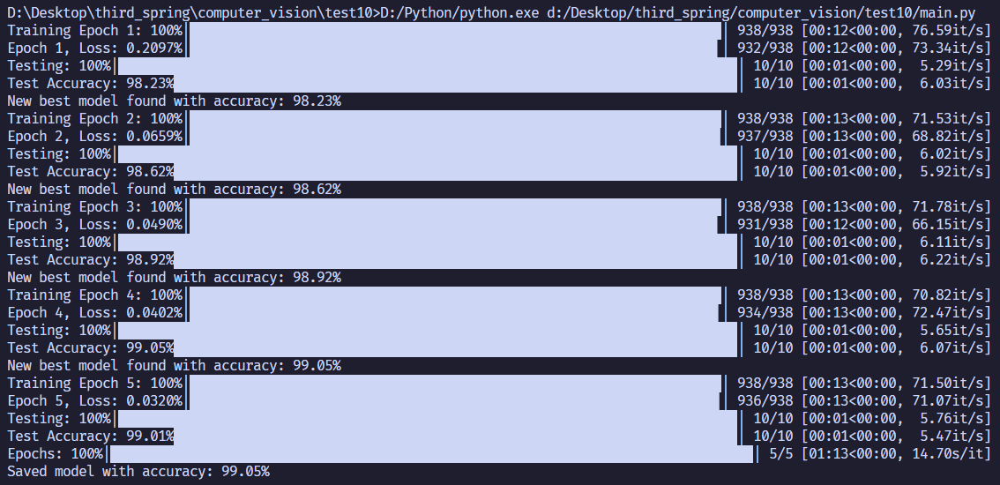 D:\Desktop\third_spring\computer_vision\test10>D:/Python/python.exe d:/Desktop/third_spring/computer_vision/test10/main.py
Training Epoch 1: 100%| | 938/938 [00:12<00:00, 76.59it/s]
Epoch 1, Loss: 0.2097%| | 932/938 [00:12<00:00, 73.34it/s]
Testing: 100%| | 10/10 [00:01<00:00, 5.29it/s]
Test Accuracy: 98.23% | 10/10 [00:01<00:00, 6.03it/s]
New best model found with accuracy: 98.23%
Training Epoch 2: 100%| | 938/938 [00:13<00:00, 71.53it/s]
Epoch 2, Loss: 0.0659%| | 937/938 [00:13<00:00, 68.82it/s]
Testing: 100%| | 10/10 [00:01<00:00, 6.02it/s]
Test Accuracy: 98.62% | 10/10 [00:01<00:00, 5.92it/s]
New best model found with accuracy: 98.62%
Training Epoch 3: 100%| | 938/938 [00:13<00:00, 71.78it/s]
Epoch 3, Loss: 0.0490%| | 931/938 [00:12<00:00, 66.15it/s]
Testing: 100%| | 10/10 [00:01<00:00, 6.11it/s]
Test Accuracy: 98.92% | 10/10 [00:01<00:00, 6.22it/s]
New best model found with accuracy: 98.92%
Training Epoch 4: 100%| | 938/938 [00:13<00:00, 70.82it/s]
Epoch 4, Loss: 0.0402%| | 934/938 [00:13<00:00, 72.47it/s]
Testing: 100%| | 10/10 [00:01<00:00, 5.65it/s]
Test Accuracy: 99.05% | 10/10 [00:01<00:00, 6.07it/s]
New best model found with accuracy: 99.05%
Training Epoch 5: 100%| | 938/938 [00:13<00:00, 71.50it/s]
Epoch 5, Loss: 0.0320%| | 936/938 [00:13<00:00, 71.07it/s]
Testing: 100%| | 10/10 [00:01<00:00, 5.76it/s]
Test Accuracy: 99.01% | 10/10 [00:01<00:00, 5.47it/s]
Epochs: 100%| | 5/5 [01:13<00:00, 14.70s/it]
Saved model with accuracy: 99.05%